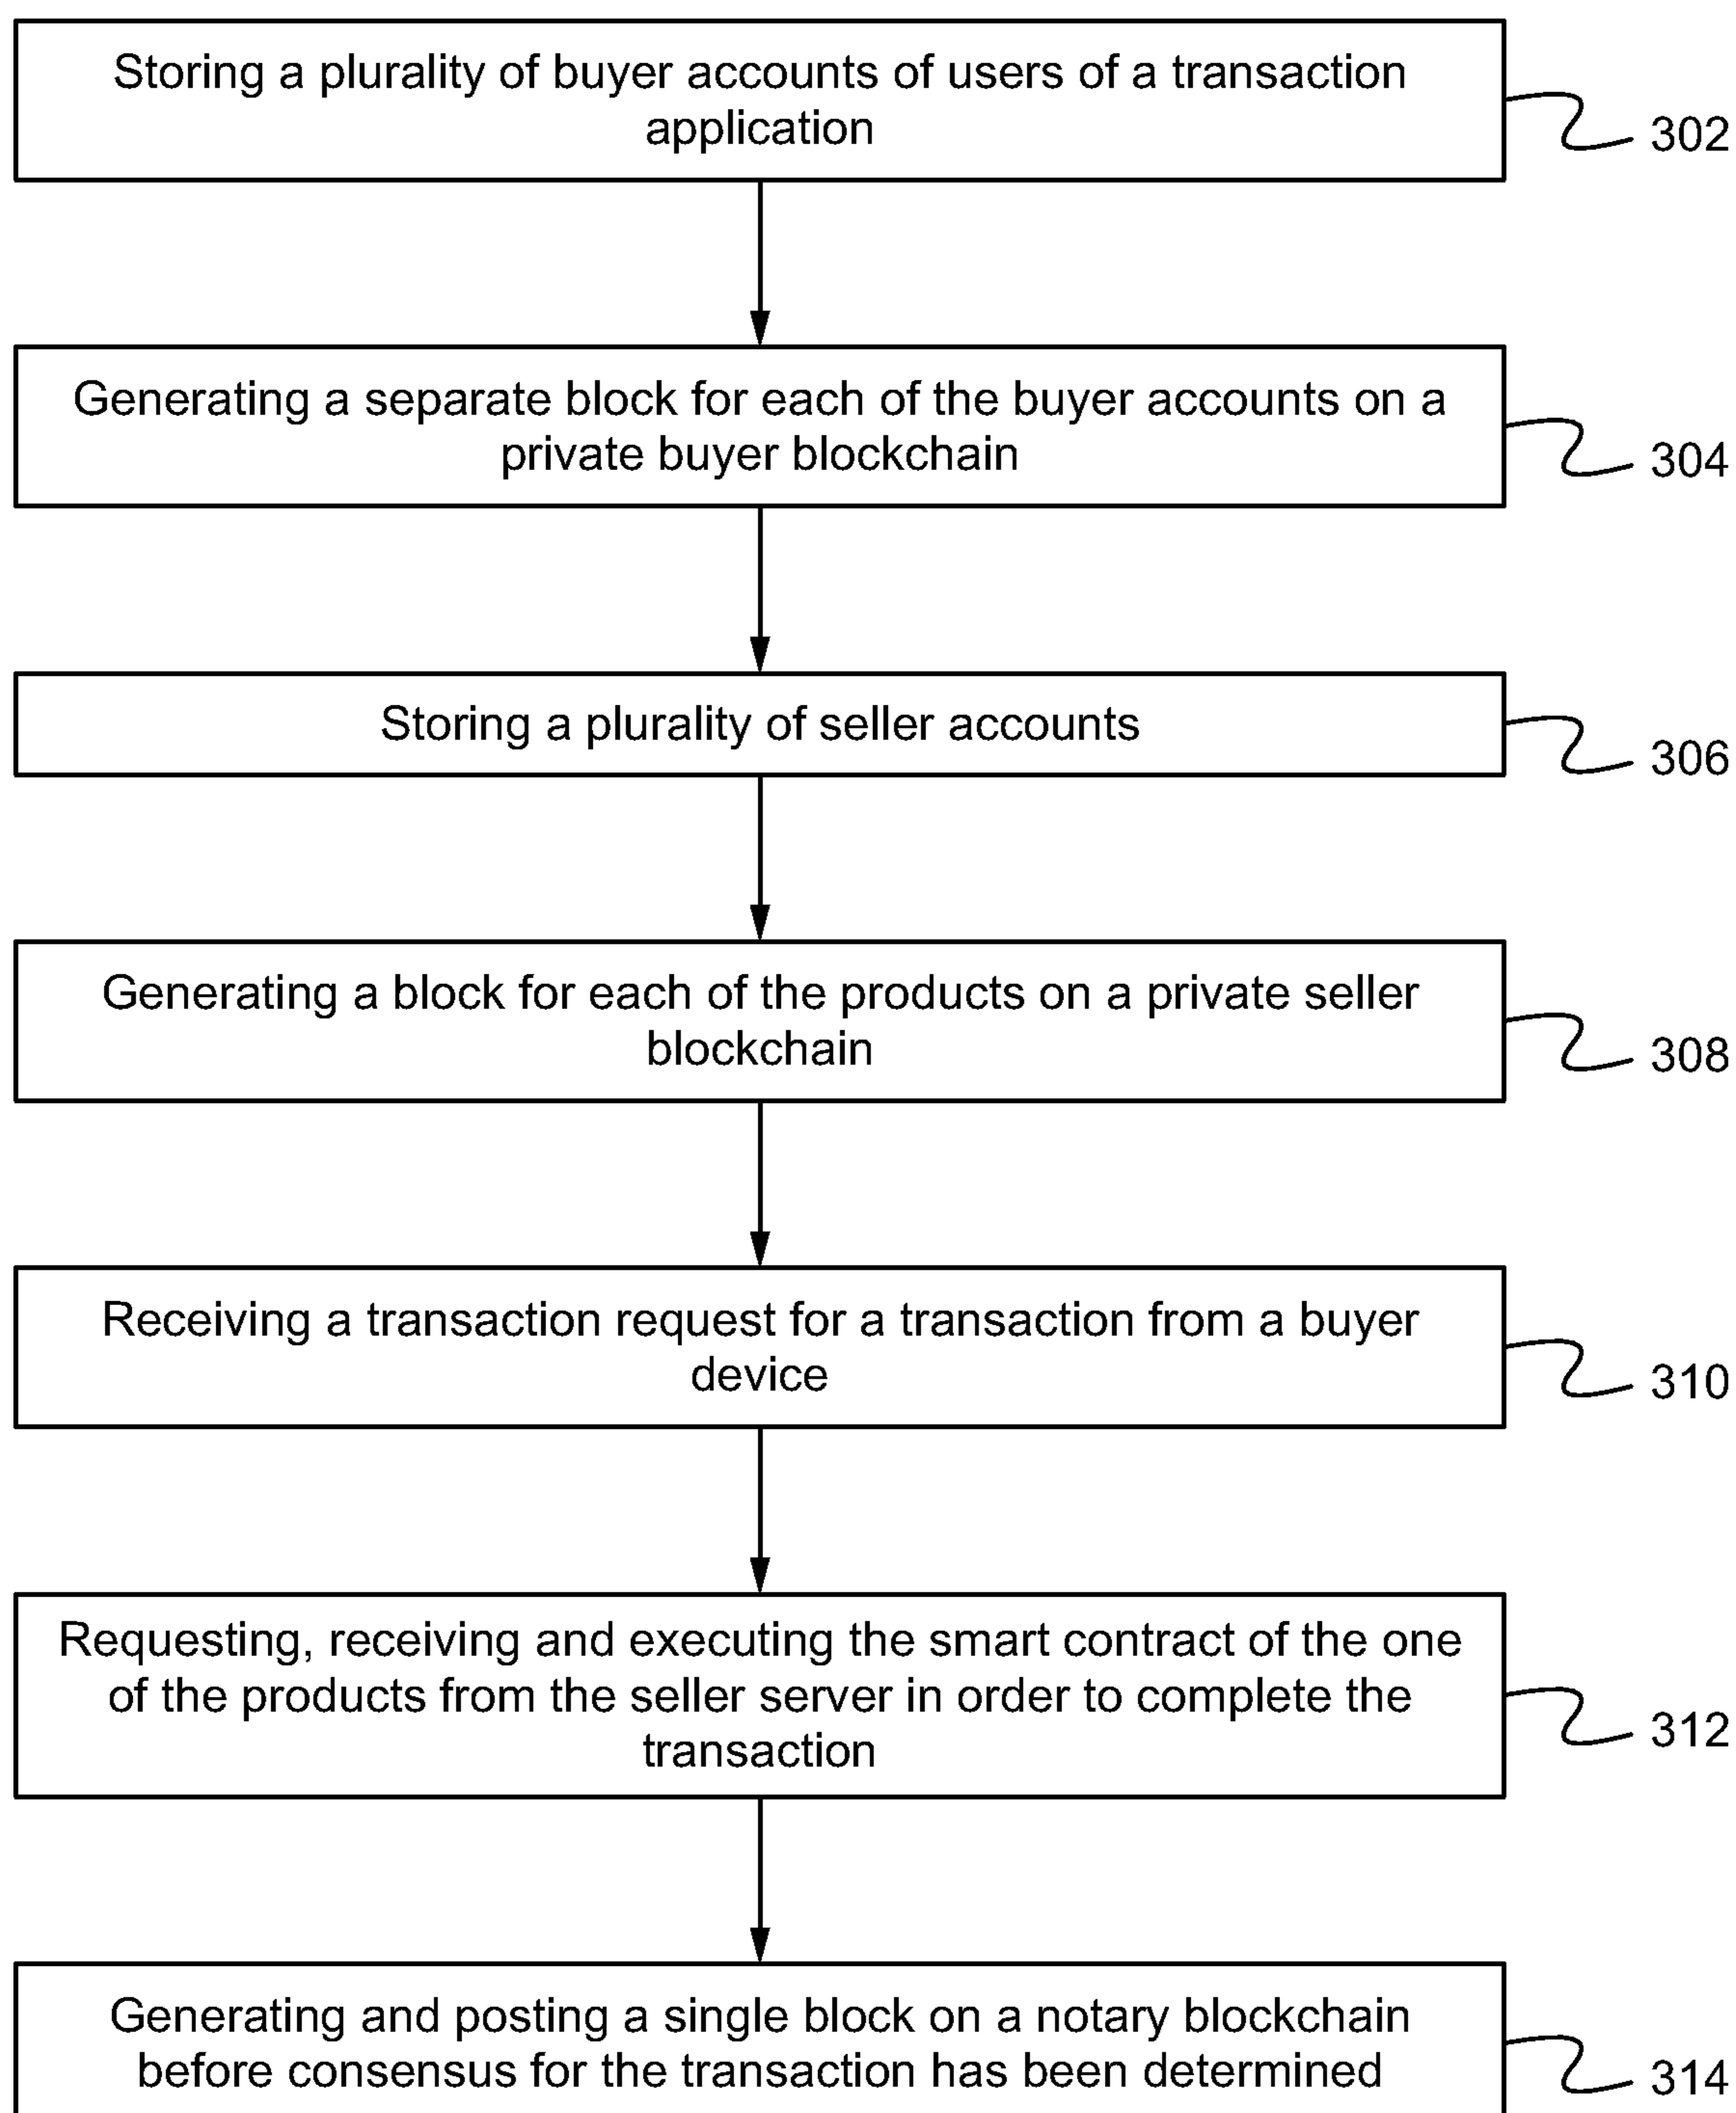 Storing a plurality of buyer accounts of users of a transaction
application
302
Generating a separate block for each of the buyer accounts on a
private buyer blockchain
304
Storing a plurality of seller accounts
306
Generating a block for each of the products on a private seller
blockchain
308
Receiving a transaction request for a transaction from a buyer
device
310
Requesting, receiving and executing the smart contract of the one
of the products from the seller server in order to complete the
transaction
312
Generating and posting a single block on a notary blockchain
before consensus for the transaction has been determined
314